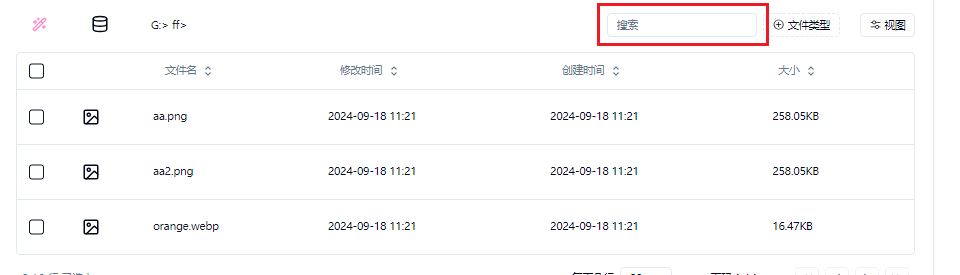 G:> ff>
搜索
文件类型
视图
文件名 修改时间 创建时间 大小
aa.png 2024-09-18 11:21 2024-09-18 11:21 258.05KB
aa2.png 2024-09-18 11:21 2024-09-18 11:21 258.05KB
orange.webp 2024-09-18 11:21 2024-09-18 11:21 16.47KB